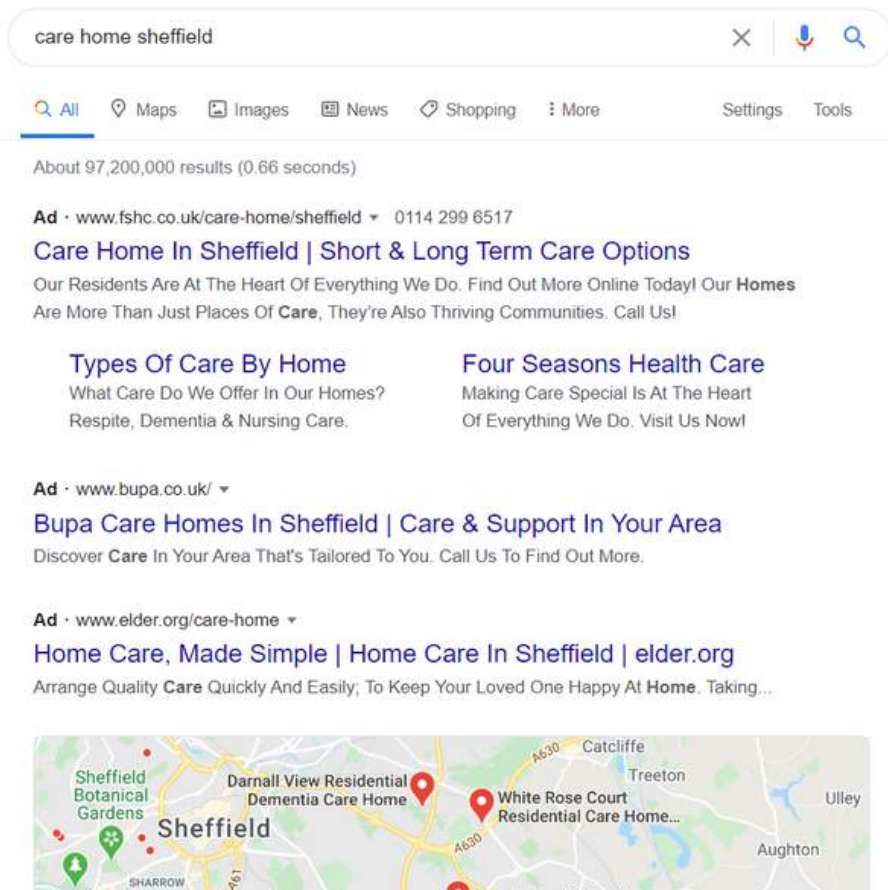 care home sheffield
All Maps Images News Shopping More Settings Tools
About 97,200,000 results (0.66 seconds)
Ad · www.fshc.co.uk/care-home/sheffield 0114 299 6517
Care Home In Sheffield | Short & Long Term Care Options
Our Residents Are At The Heart Of Everything We Do. Find Out More Online Today! Our Homes
Are More Than Just Places Of Care, They're Also Thriving Communities. Call Us!
Types Of Care By Home
What Care Do We Offer In Our Homes?
Respite, Dementia & Nursing Care.
Four Seasons Health Care
Making Care Special Is At The Heart
Of Everything We Do. Visit Us Now!
Ad · www.bupa.co.uk/
Bupa Care Homes In Sheffield | Care & Support In Your Area
Discover Care In Your Area That's Tailored To You. Call Us To Find Out More.
Ad · www.elder.org/care-home
Home Care, Made Simple | Home Care In Sheffield | elder.org
Arrange Quality Care Quickly And Easily; To Keep Your Loved One Happy At Home. Taking...
A630
Catcliffe
Treeton
Sheffield
Botanical
Gardens
Darnall View Residential
Dementia Care Home
White Rose Court
Residential Care Home...
Ulley
Sheffield
A630
Aughton
SHARROW
A61